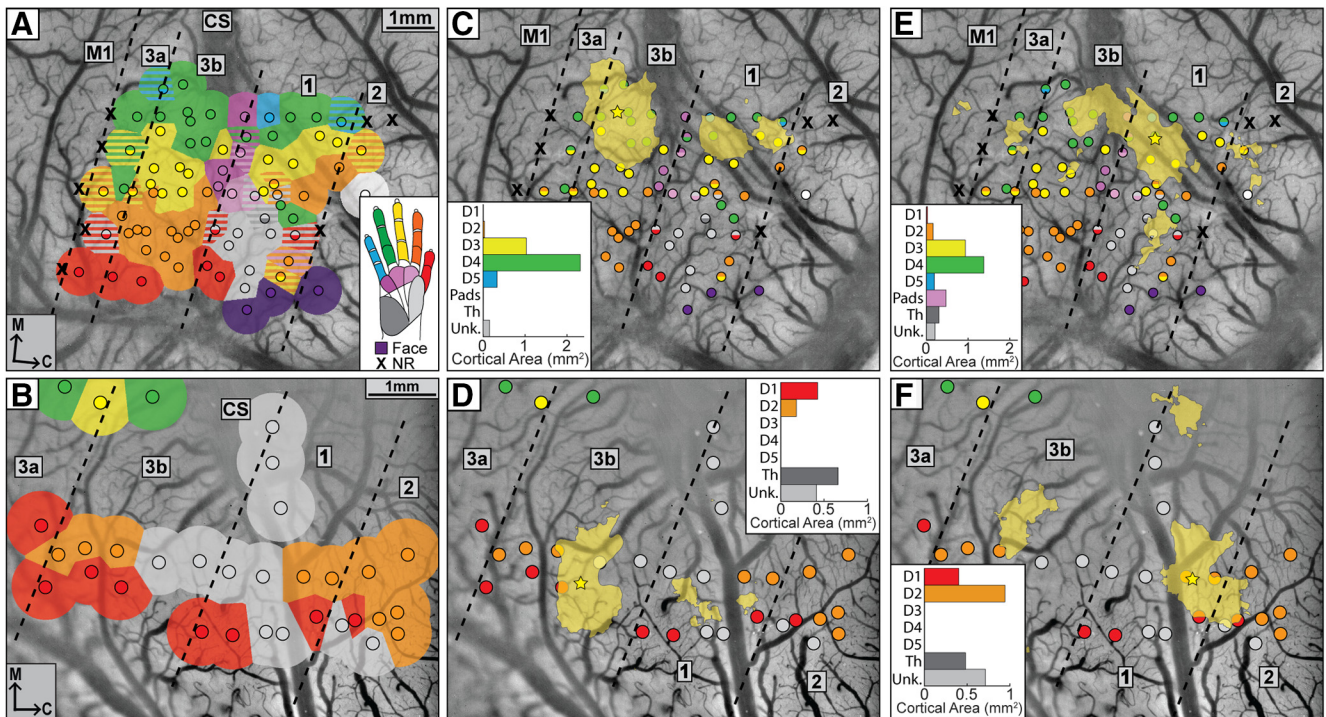 A
CS
1mm
M1
3a
3b
1
2
X
X
X
X
X
X
X
M
C
Face
X NR
C
M1
3a
3b
1
2
X
X
X
X
X
X
D1
D2
D3
D4
D5
Pads
Th
Unk.
0 1 2
Cortical Area (mm²)
E
M1
3a
3b
1
2
X
X
X
X
X
X
D1
D2
D3
D4
D5
Pads
Th
Unk.
0 1 2
Cortical Area (mm²)
B
CS
1mm
3a
3b
1
2
M
C
D
3a
3b
1
2
D1
D2
D3
D4
D5
Th
Unk.
0 0.5 1
Cortical Area (mm²)
F
3a
3b
1
2
D1
D2
D3
D4
D5
Th
Unk.
0 0.5 1
Cortical Area (mm²)